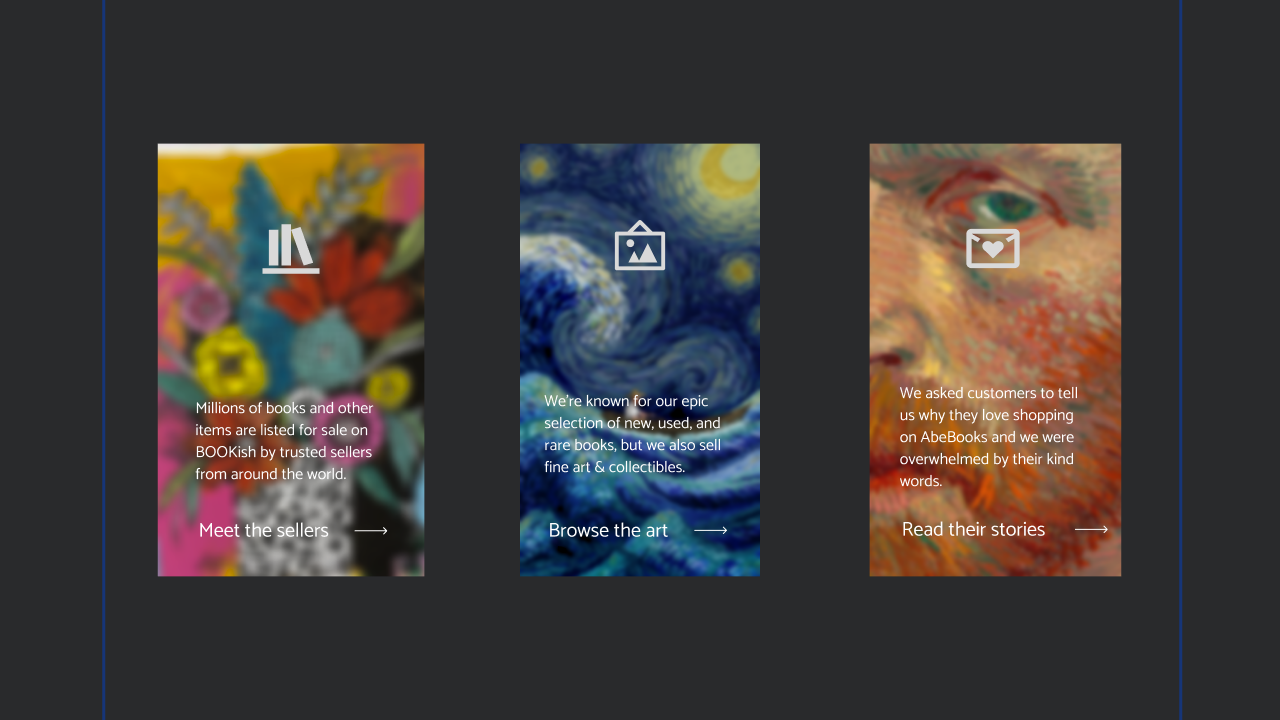 Millions of books and other
items are listed for sale on
BOOKish by trusted sellers
from around the world.
Meet the sellers
We're known for our epic
selection of new, used, and
rare books, but we also sell
fine art & collectibles.
Browse the art
We asked customers to tell
us why they love shopping
on AbeBooks and we were
overwhelmed by their kind
words.
Read their stories